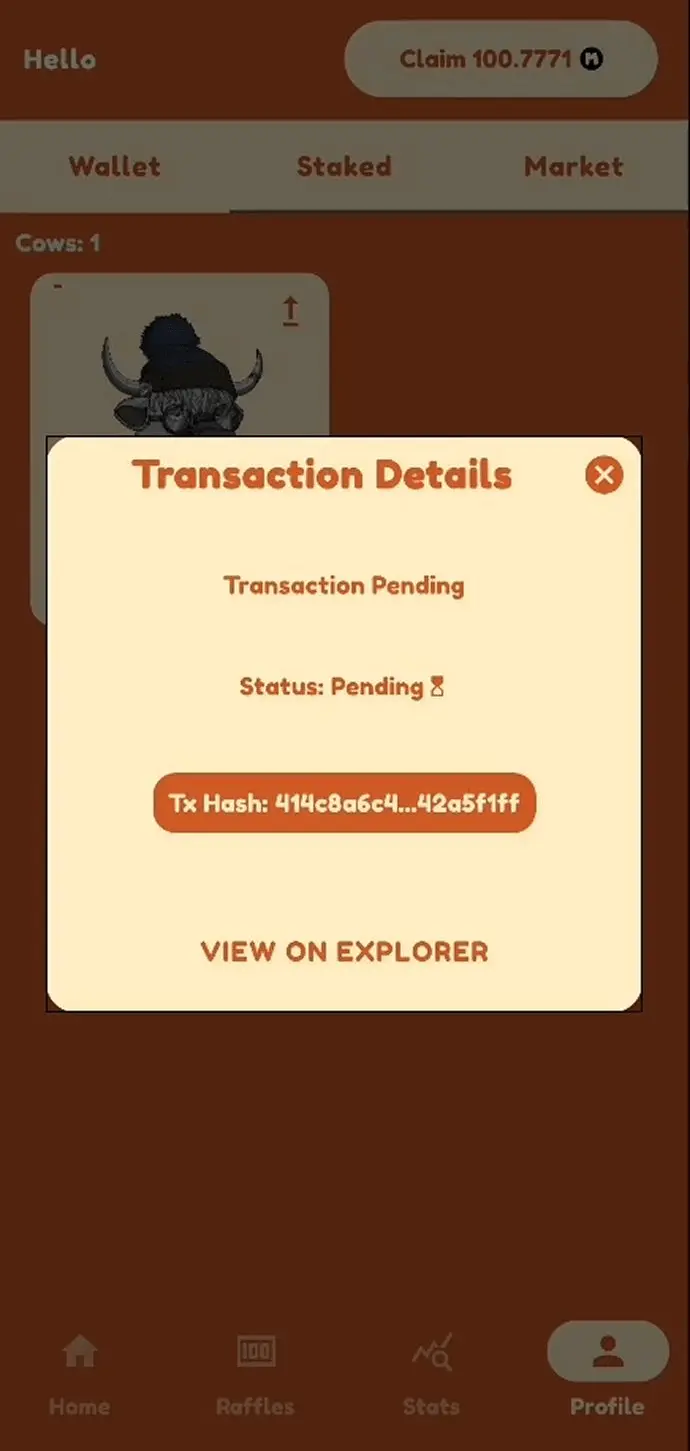 Hello
Claim 100.7771
Wallet Staked Market
Cows: 1
Transaction Details
Transaction Pending
Status: Pending ⌛
Tx Hash: 414c8a6c4...42a5f1ff
VIEW ON EXPLORER
100
Home Raffles Stats Profile